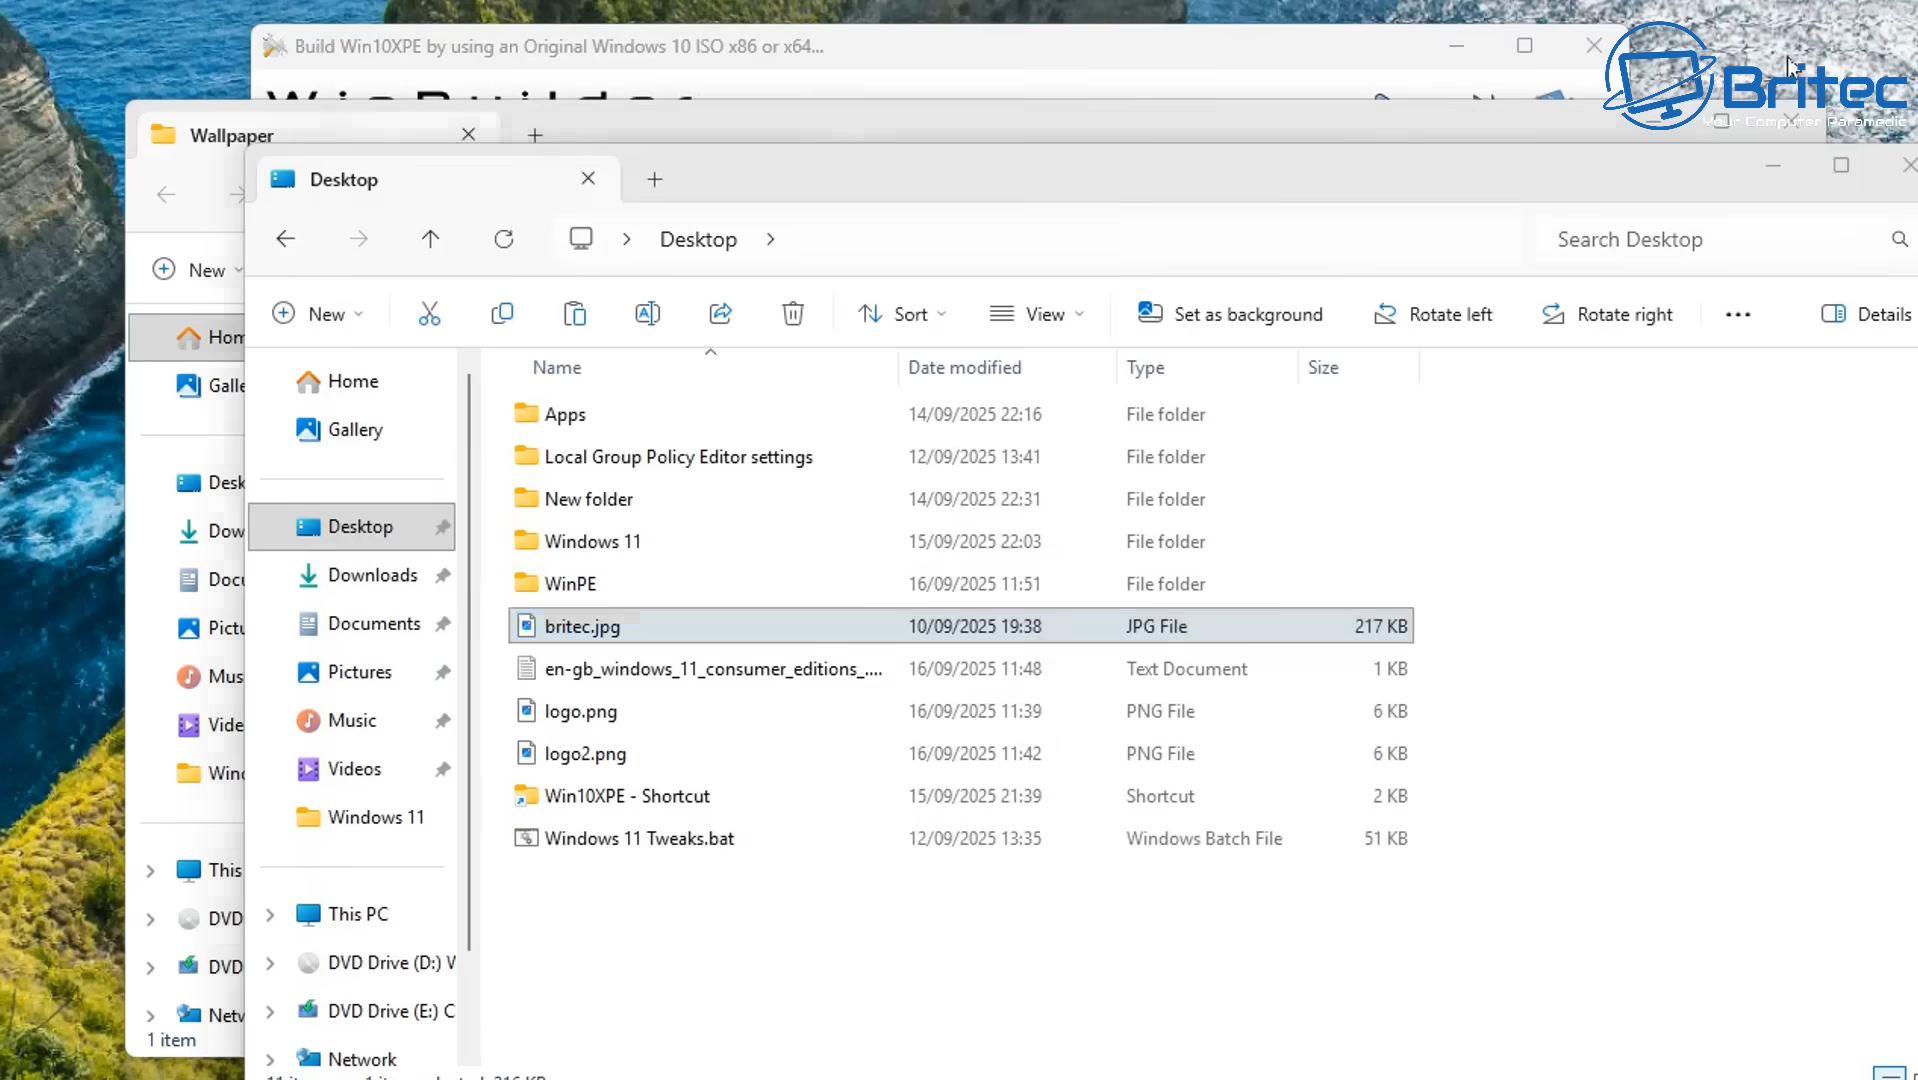 Build Win10XPE by using an Original Windows 10 ISO x86 or x64...
Britec
Your Computer Paramedic
Wallpaper
Desktop
Desktop
Search Desktop
New
New
Sort
View
Set as background
Rotate left
Rotate right
Details
Name
Date modified
Type
Size
Home
Gallery
Desktop
Downloads
Documents
Pictures
Music
Videos
Windows 11
This PC
DVD Drive (D:) W
DVD Drive (E:) C
Network
Apps 14/09/2025 22:16 File folder
Local Group Policy Editor settings 12/09/2025 13:41 File folder
New folder 14/09/2025 22:31 File folder
Windows 11 15/09/2025 22:03 File folder
WinPE 16/09/2025 11:51 File folder
britec.jpg 10/09/2025 19:38 JPG File 217 KB
en-gb_windows_11_consumer_editions_.... 16/09/2025 11:48 Text Document 1 KB
logo.png 16/09/2025 11:39 PNG File 6 KB
logo2.png 16/09/2025 11:42 PNG File 6 KB
Win10XPE - Shortcut 15/09/2025 21:39 Shortcut 2 KB
Windows 11 Tweaks.bat 12/09/2025 13:35 Windows Batch File 51 KB
Hom
Galle
Desk
Dow
Docu
Pictu
Mus
Vide
Wind
This
DVD
DVD
Netw
1 item